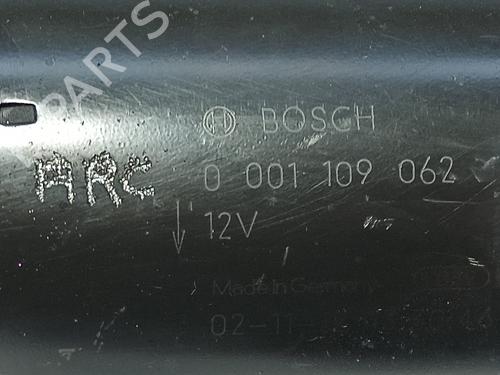 PARTS
BOSCH
ARC
0 001 109 062
12V
Made in Germany
02-11-